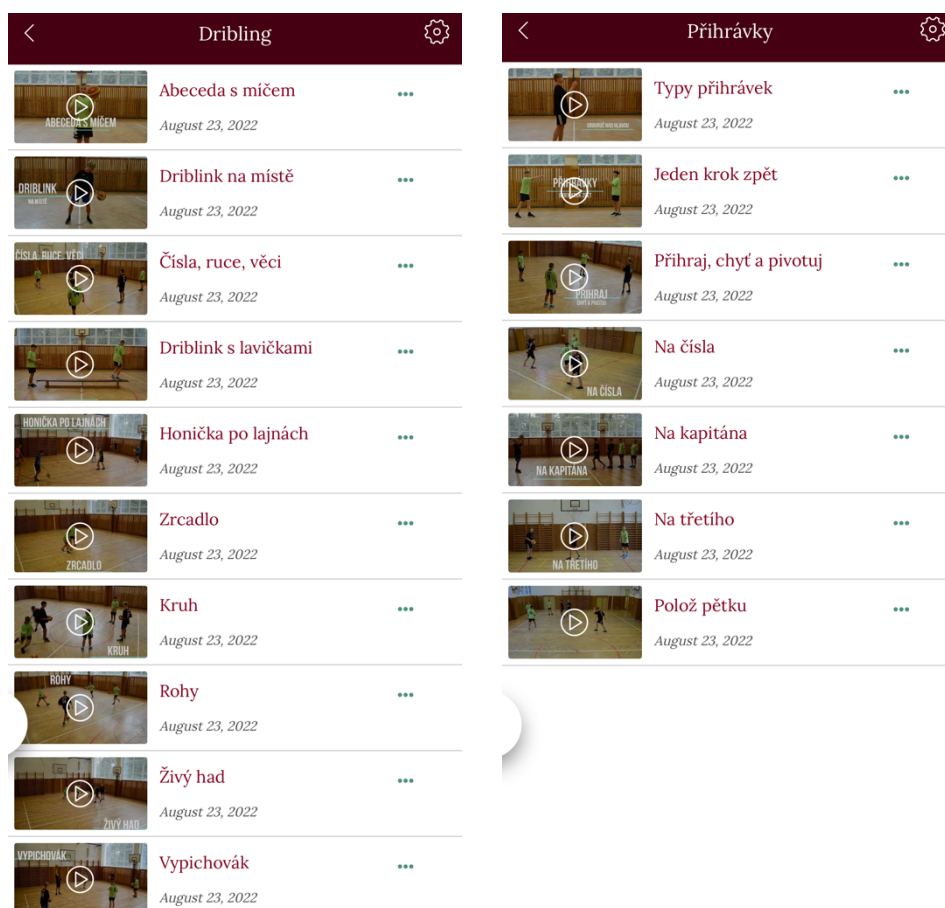 Dribling
ABECEDA S MÍČEM
Abeceda s míčem
August 23, 2022
DRIBLINK
NA MÍSTĚ
Driblink na místě
August 23, 2022
ČÍSLA, RUCE, VĚCI
Čísla, ruce, věci
August 23, 2022
Driblink s lavičkami
August 23, 2022
HONIČKA PO LAJNÁCH
Honička po lajnách
August 23, 2022
ZRCADLO
Zrcadlo
August 23, 2022
KRUH
Kruh
August 23, 2022
ROHY
Rohy
August 23, 2022
ŽIVÝ HAD
Živý had
August 23, 2022
VYPICHOVÁK
Vypichovák
August 23, 2022
Přihrávky
Typy přihrávek
August 23, 2022
PŘIHRÁVKY
Jeden krok zpět
August 23, 2022
PŘIHRAJ
CHYŤ A PIVOTUJ
Přihraj, chyť a pivotuj
August 23, 2022
NA ČÍSLA
Na čísla
August 23, 2022
NA KAPITÁNA
Na kapitána
August 23, 2022
NA TŘETÍHO
Na třetího
August 23, 2022
Polož pětku
August 23, 2022